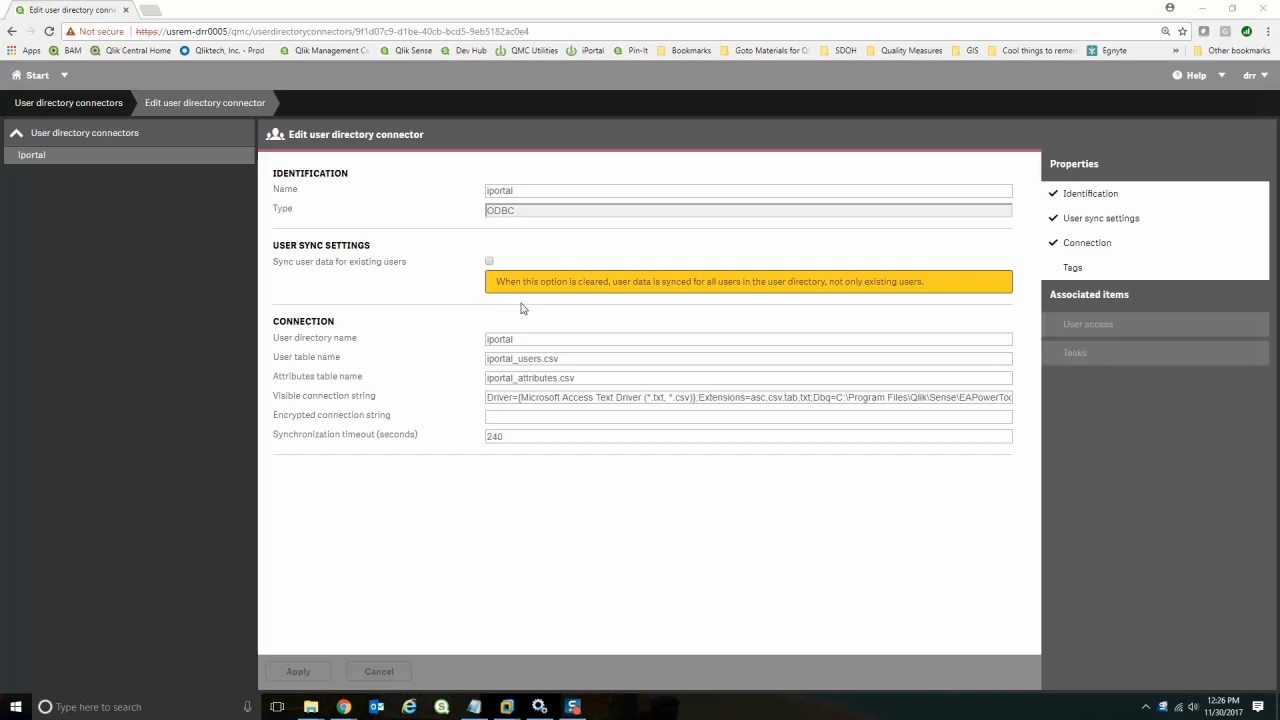 Edit user directory conn
Not secure
https://usrem-drr0005/qmc/userdirectoryconnectors/9f1d07c9-d1be-40cb-bcd5-9eb5182ac0e4
Apps BAM Qlik Central Home Qliktech, Inc. - Prod Qlik Management Co Qlik Sense Dev Hub QMC Utilities iPortal Pin-It Bookmarks Goto Materials for Q SDOH Quality Measures GIS Cool things to remem Egnyte » Other bookmarks
Start Help drr
User directory connectors Edit user directory connector
User directory connectors
iportal
Edit user directory connector
IDENTIFICATION
Name iportal
Type ODBC
USER SYNC SETTINGS
Sync user data for existing users
When this option is cleared, user data is synced for all users in the user directory, not only existing users.
CONNECTION
User directory name iportal
User table name iportal_users.csv
Attributes table name iportal_attributes.csv
Visible connection string Driver={Microsoft Access Text Driver (*.txt, *.csv)};Extensions=asc,csv,tab,txt;Dbq=C:\Program Files\Qlik\Sense\EAPowerToo
Encrypted connection string
Synchronization timeout (seconds) 240
Apply Cancel
Properties
Identification
User sync settings
Connection
Tags
Associated items
User access
Tasks
Type here to search
12:26 PM
11/30/2017